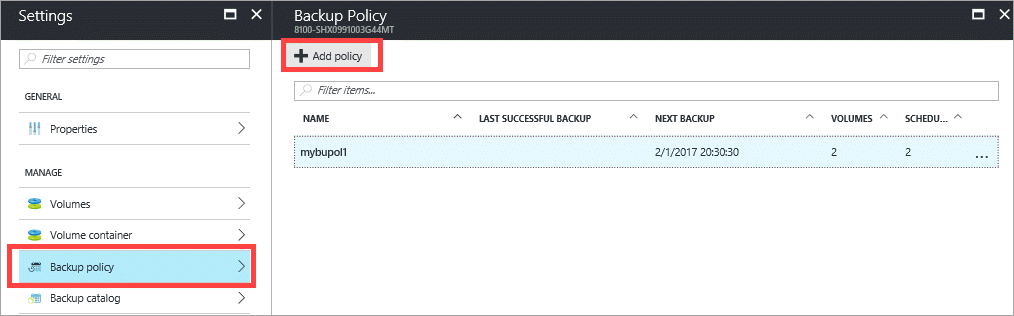 Settings
Filter settings
GENERAL
Properties
MANAGE
Volumes
Volume container
Backup policy
Backup catalog
Backup Policy
8100-SHX0991003G44MT
Add policy
Filter items...
NAME LAST SUCCESSFUL BACKUP NEXT BACKUP VOLUMES SCHEDU...
mybupol1 2/1/2017 20:30:30 2 2 ...